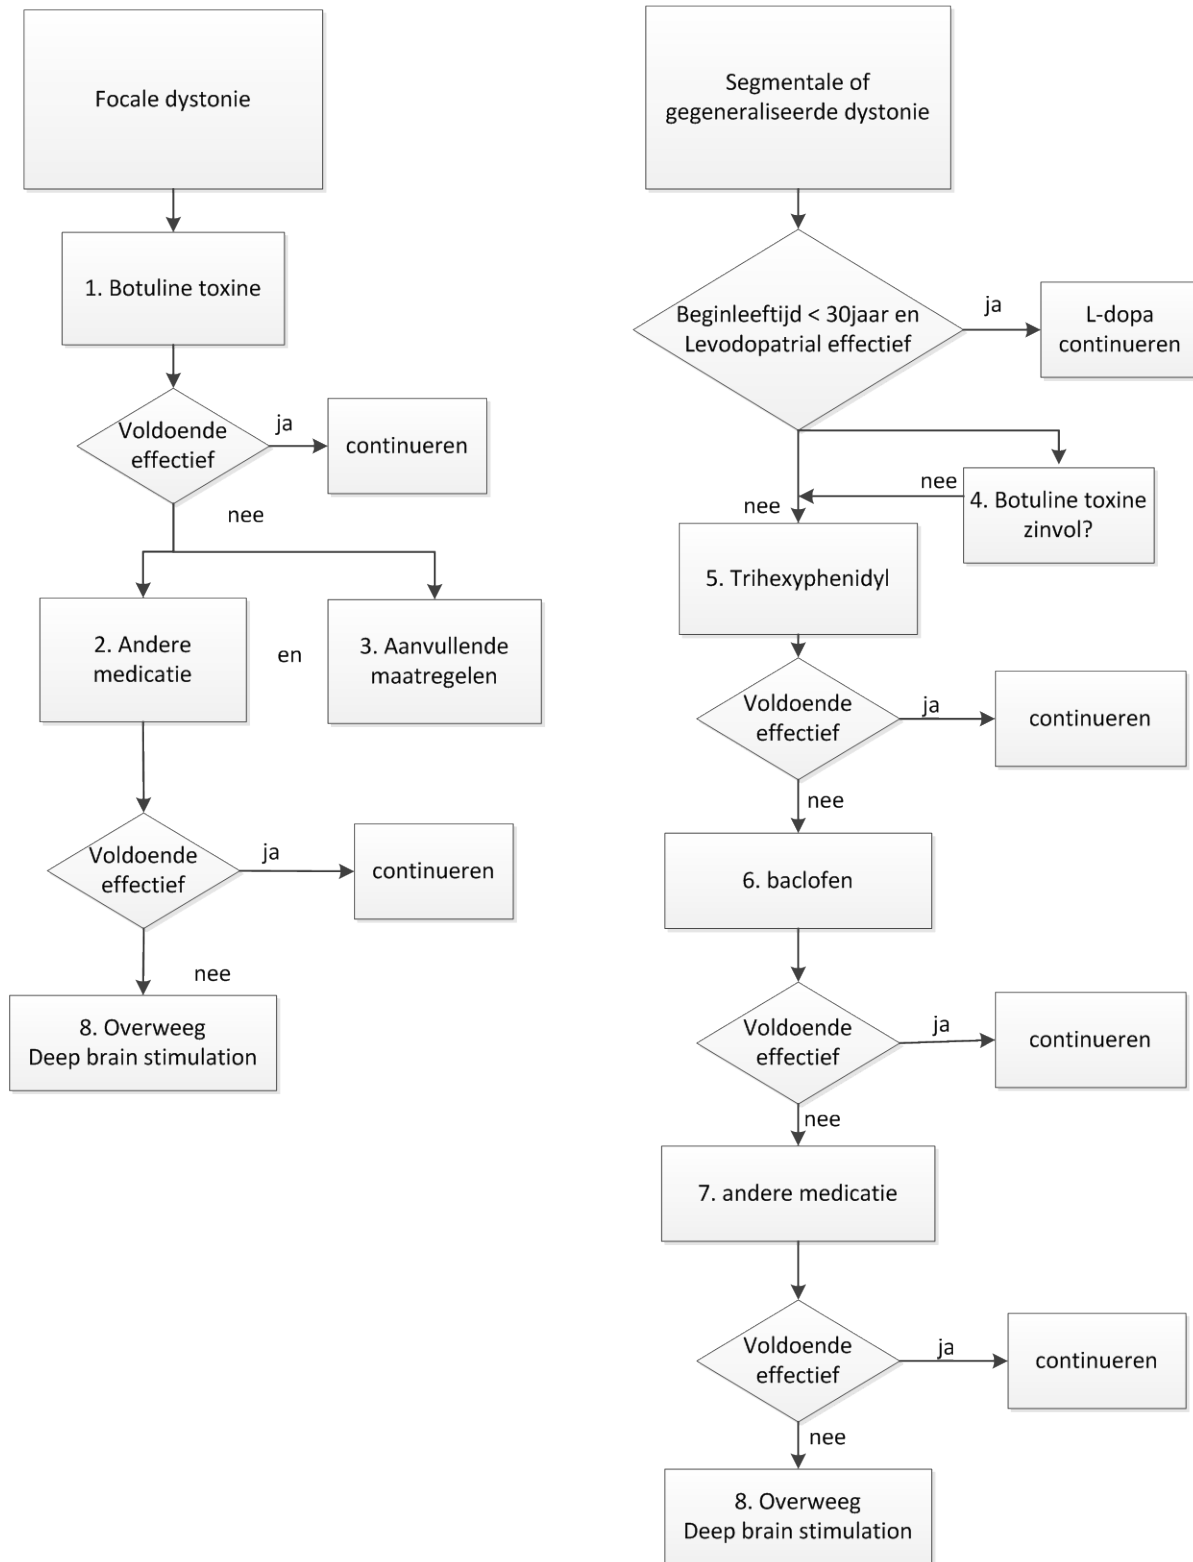 Focale dystonie
1. Botuline toxine
Voldoende
effectief
ja
continueren
nee
2. Andere
medicatie
en
3. Aanvullende
maatregelen
Voldoende
effectief
ja
continueren
nee
8. Overweeg
Deep brain stimulation
Segmentale of
gegeneraliseerde dystonie
Beginleeftijd < 30jaar en
Levodopatrial effectief
ja
L-dopa
continueren
nee
4. Botuline toxine
zinvol?
nee
5. Trihexyphenidyl
Voldoende
effectief
ja
continueren
nee
6. baclofen
Voldoende
effectief
ja
continueren
nee
7. andere medicatie
Voldoende
effectief
ja
continueren
nee
8. Overweeg
Deep brain stimulation